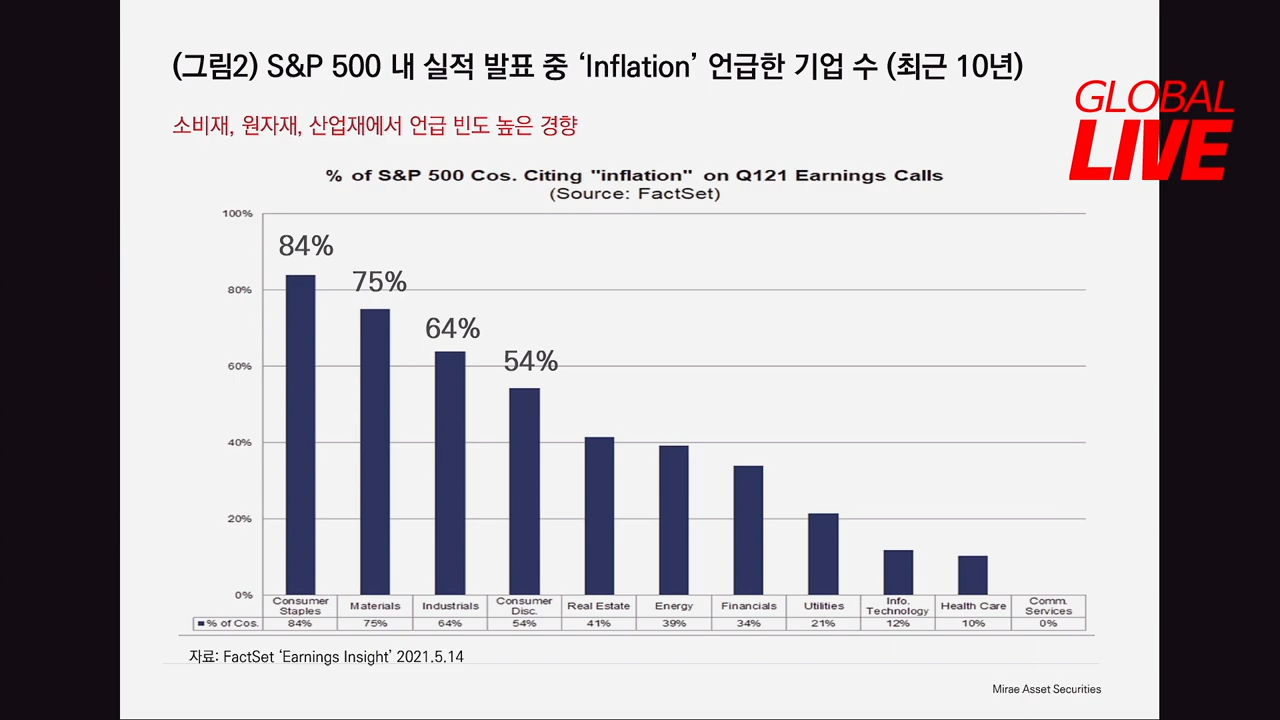 (그림2) S&P 500 내 실적 발표 중 ‘Inflation’ 언급한 기업 수 (최근 10년)
GLOBAL
LIVE
소비재, 원자재, 산업재에서 언급 빈도 높은 경향
% of S&P 500 Cos. Citing "inflation" on Q121 Earnings Calls
(Source: FactSet)
100%
80%
60%
40%
20%
0%
84%
75%
64%
54%
Consumer Staples Materials Industrials Consumer Disc. Real Estate Energy Financials Utilities Info. Technology Health Care Comm. Services
% of Cos. 84% 75% 64% 54% 41% 39% 34% 21% 12% 10% 0%
자료: FactSet ‘Earnings Insight’ 2021.5.14
Mirae Asset Securities